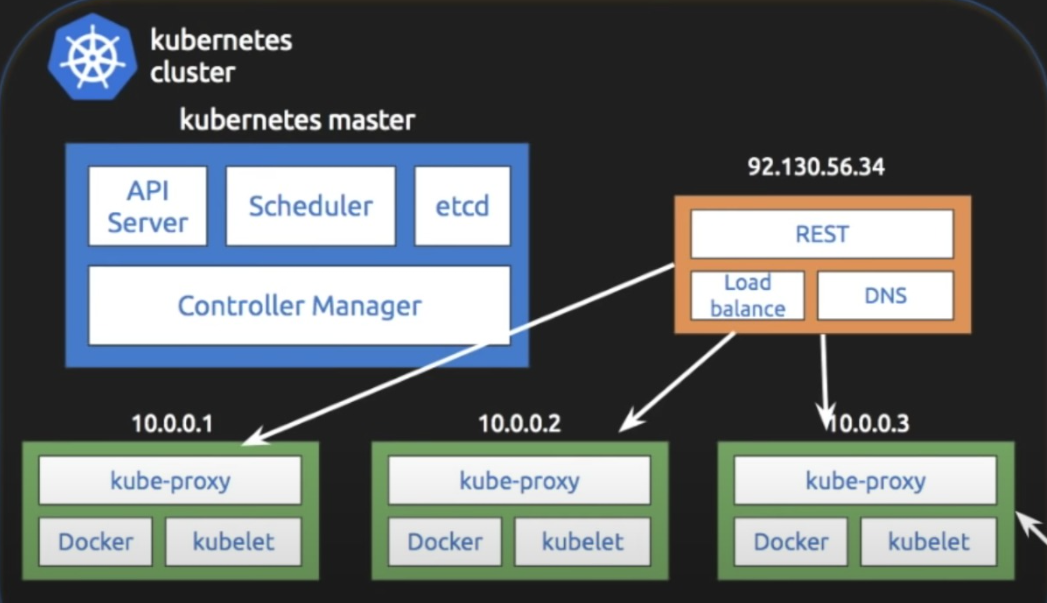 kubernetes
cluster
kubernetes master
API
Server
Scheduler
etcd
Controller Manager
92.130.56.34
REST
Load
balance
DNS
10.0.0.1
kube-proxy
Docker
kubelet
10.0.0.2
kube-proxy
Docker
kubelet
10.0.0.3
kube-proxy
Docker
kubelet